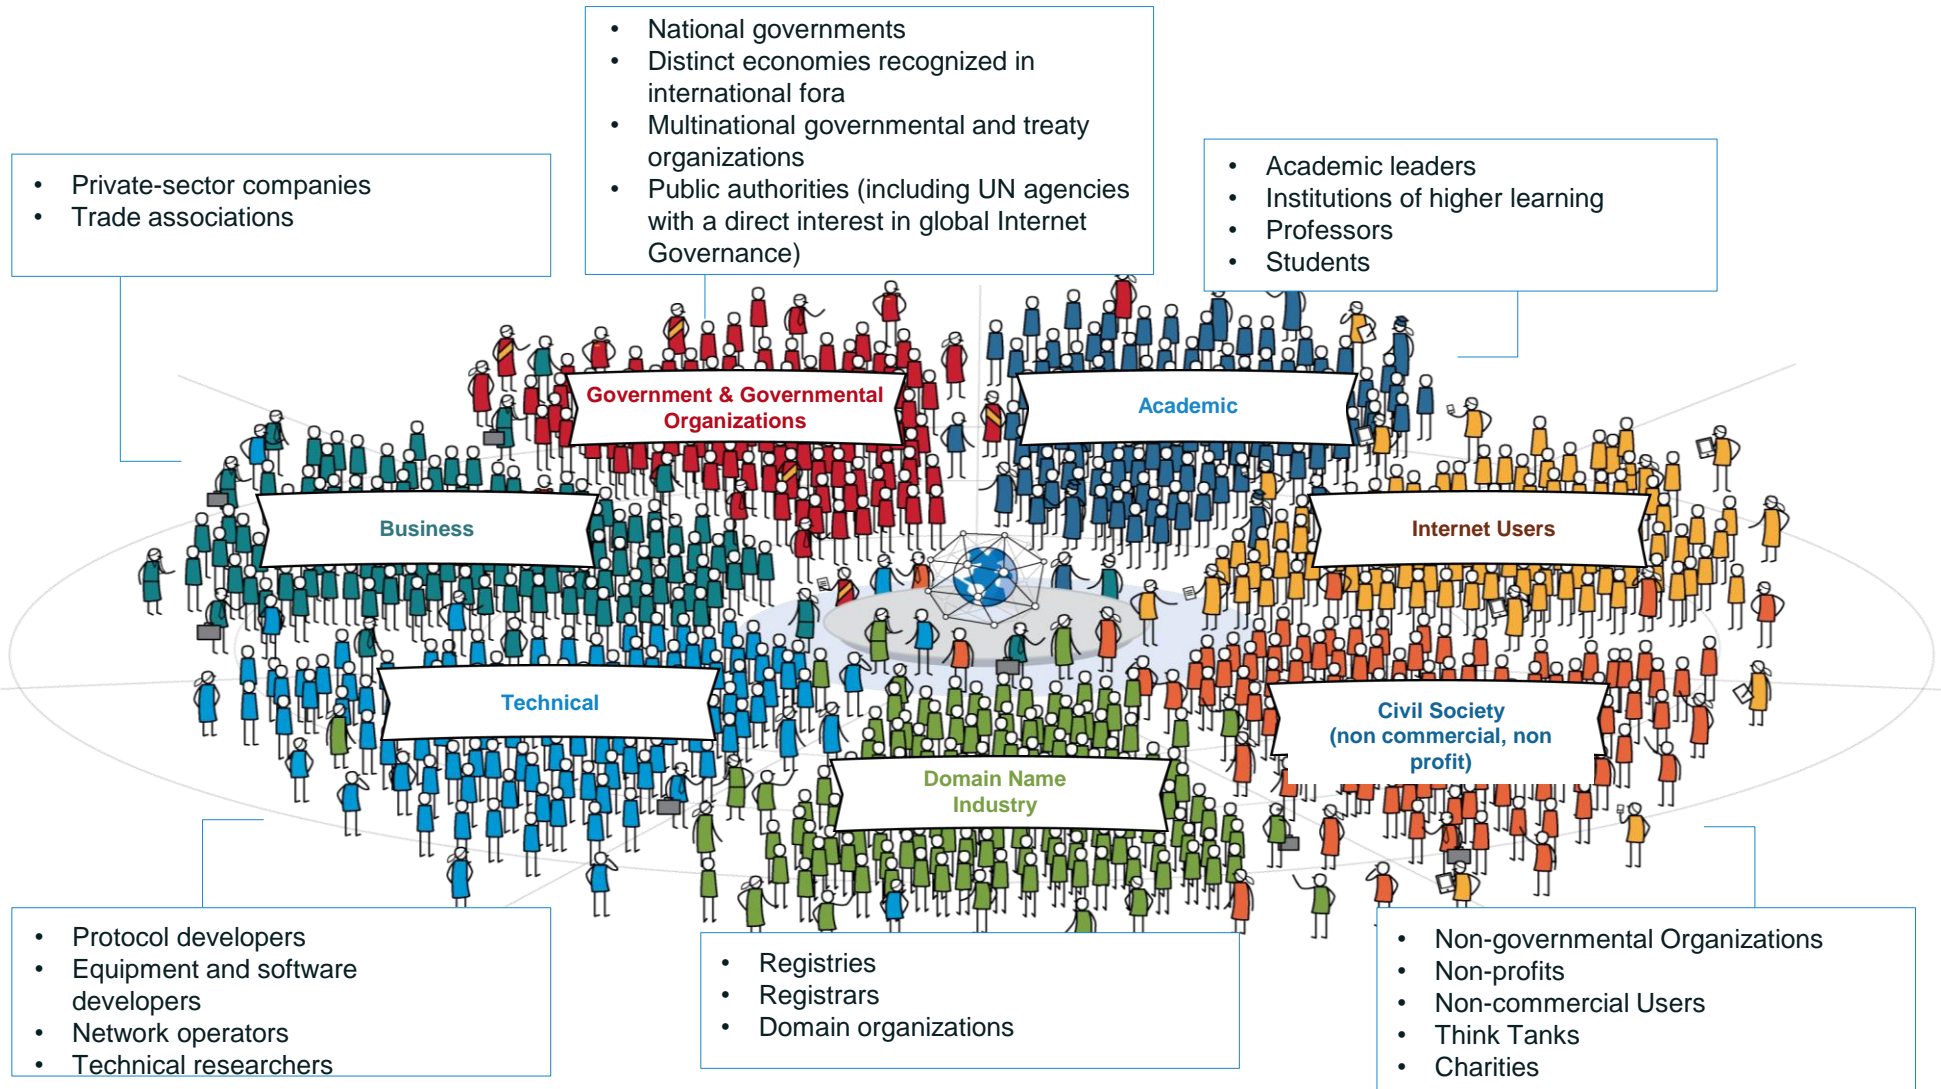 • National governments
• Distinct economies recognized in
international fora
• Multinational governmental and treaty
organizations
• Public authorities (including UN agencies
with a direct interest in global Internet
Governance)
• Private-sector companies
• Trade associations
• Academic leaders
• Institutions of higher learning
• Professors
• Students
Government & Governmental
Organizations
Academic
Business
Internet Users
Technical
Civil Society
(non commercial, non
profit)
Domain Name
Industry
• Protocol developers
• Equipment and software
developers
• Network operators
• Technical researchers
• Registries
• Registrars
• Domain organizations
• Non-governmental Organizations
• Non-profits
• Non-commercial Users
• Think Tanks
• Charities